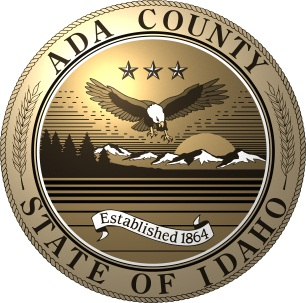 ADA COUNTY
Established 1864
STATE OF IDAHO